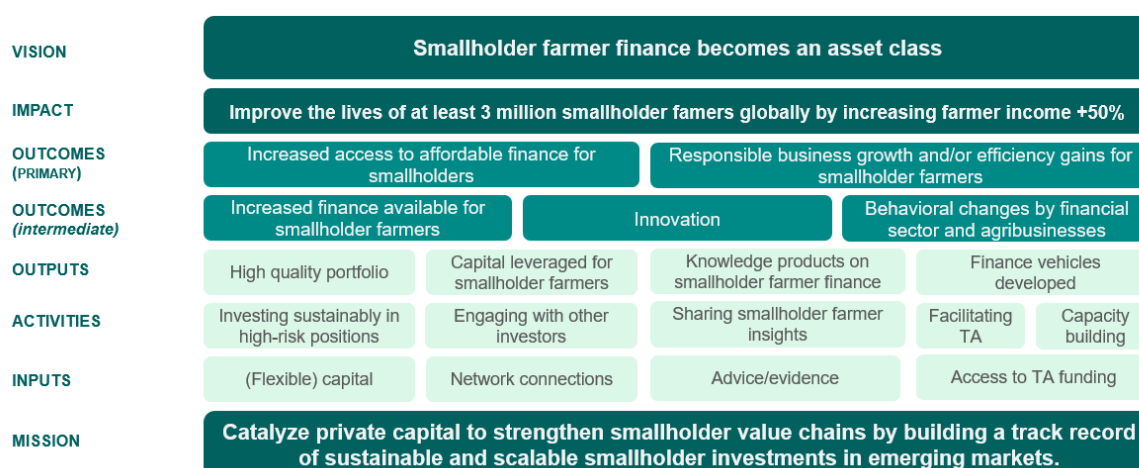 VISION
Smallholder farmer finance becomes an asset class
IMPACT
Improve the lives of at least 3 million smallholder famers globally by increasing farmer income +50%
OUTCOMES
(PRIMARY)
Increased access to affordable finance for
smallholders
Responsible business growth and/or efficiency gains for
smallholder farmers
OUTCOMES
(intermediate)
Increased finance available for
smallholder farmers
Innovation
Behavioral changes by financial
sector and agribusinesses
OUTPUTS
High quality portfolio
Capital leveraged for
smallholder farmers
Knowledge products on
smallholder farmer finance
Finance vehicles
developed
ACTIVITIES
Investing sustainably in
high-risk positions
Engaging with other
investors
Sharing smallholder farmer
insights
Facilitating
TA
Capacity
building
INPUTS
(Flexible) capital
Network connections
Advice/evidence
Access to TA funding
MISSION
Catalyze private capital to strengthen smallholder value chains by building a track record
of sustainable and scalable smallholder investments in emerging markets.